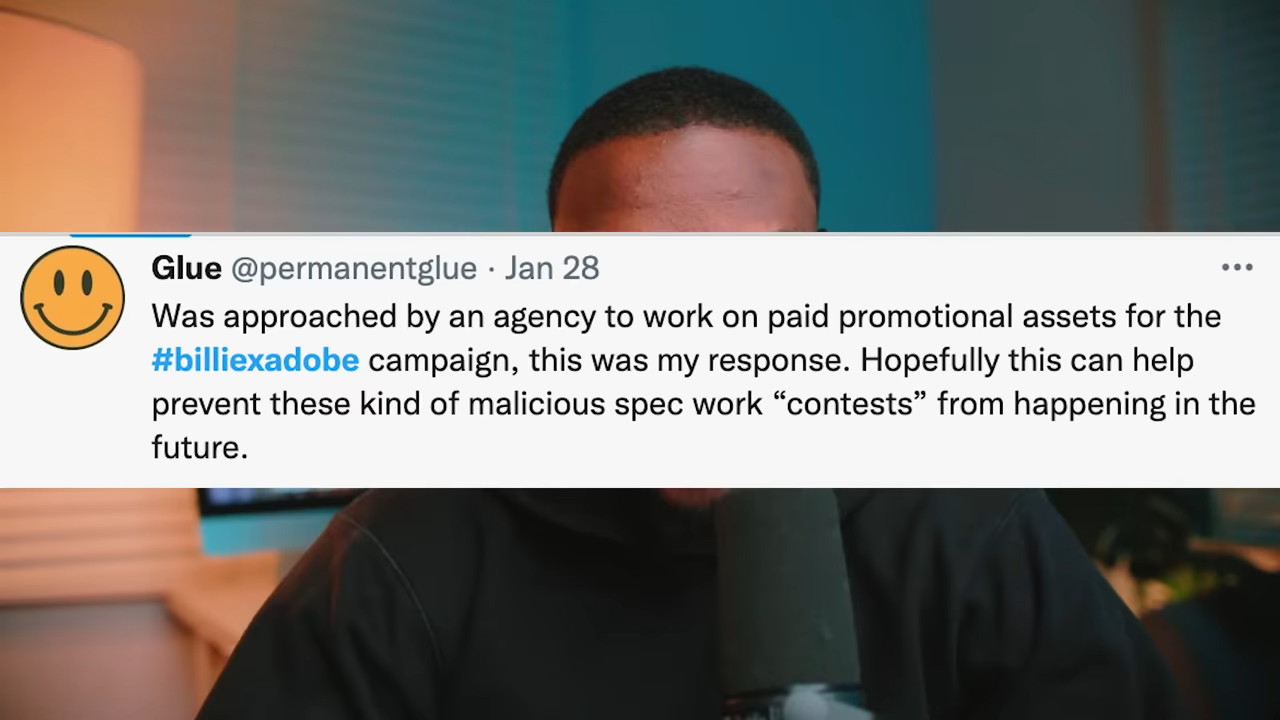 Glue @permanentglue · Jan 28
Was approached by an agency to work on paid promotional assets for the
#billiexadobe campaign, this was my response. Hopefully this can help
prevent these kind of malicious spec work “contests” from happening in the
future.